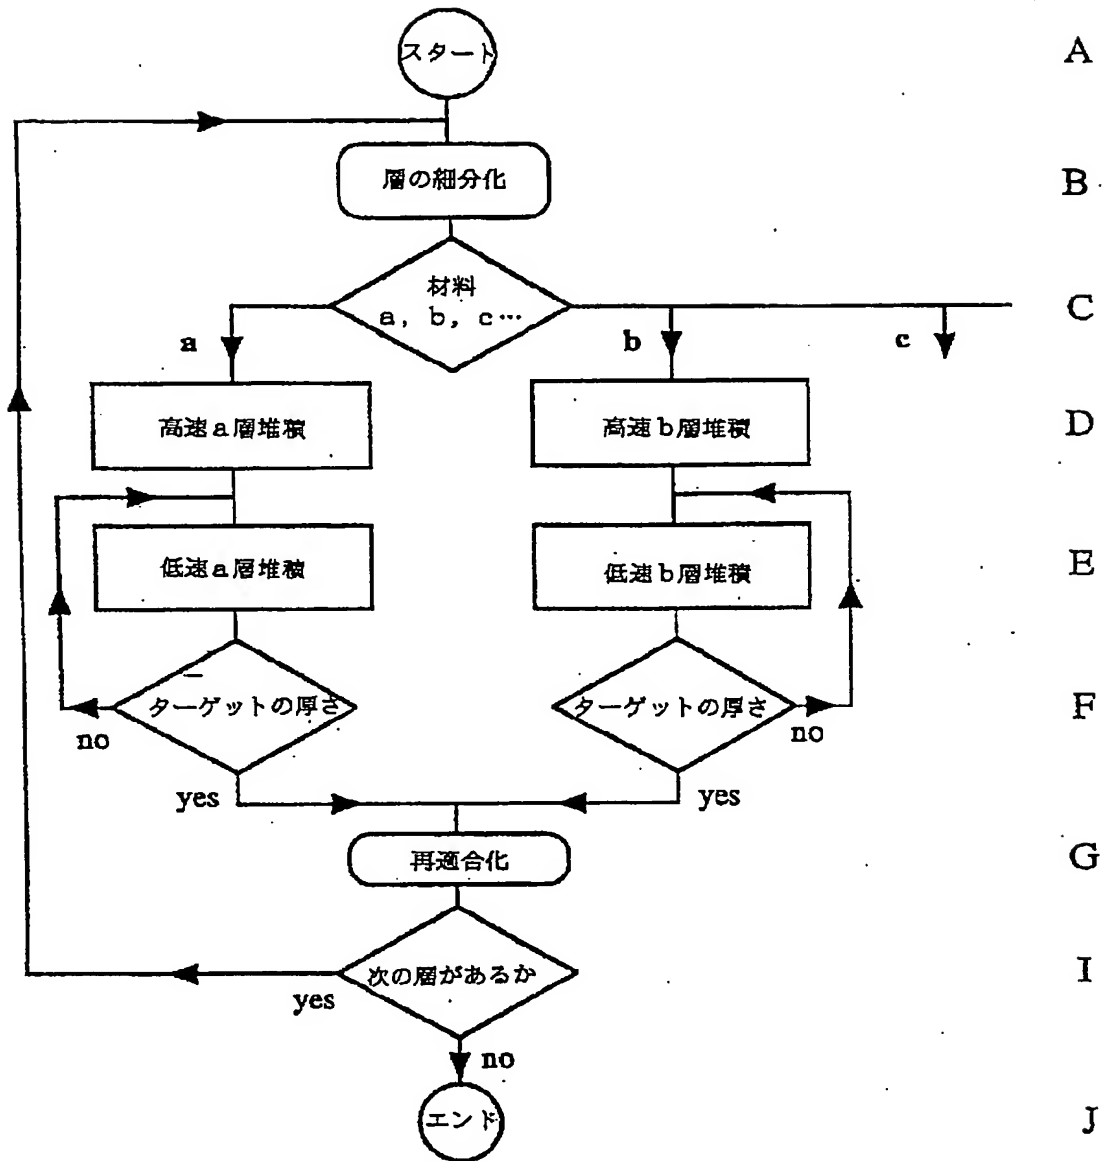 スタート
A
層の細分化
B
材料
a, b, c…
C
a
b
c
高速a層堆積
高速b層堆積
D
低速a層堆積
低速b層堆積
E
ターゲットの厚さ
ターゲットの厚さ
F
no
no
yes
yes
再適合化
G
次の層があるか
I
yes
no
エンド
J